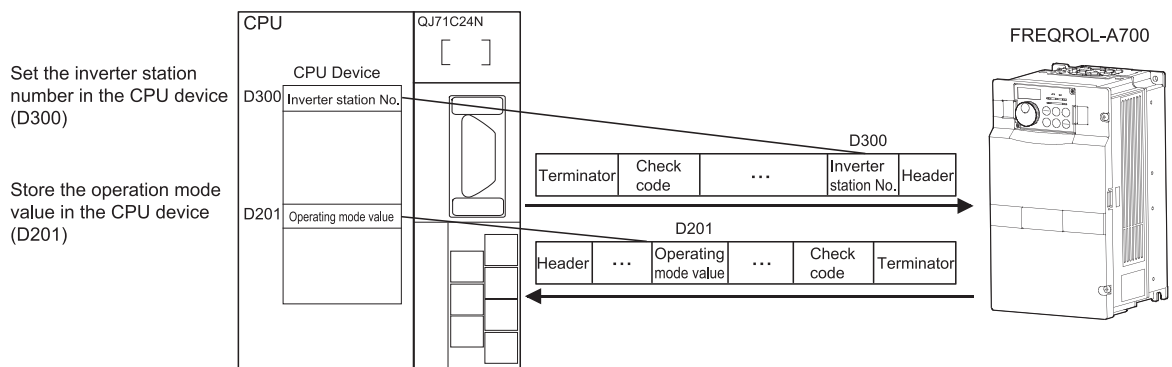 CPU
QJ71C24N
FREQROL-A700
Set the inverter station
number in the CPU device
(D300)
CPU Device
D300
Inverter station No.
D300
Terminator
Check
code
...
Inverter
station No.
Header
Store the operation mode
value in the CPU device
(D201)
D201
Operating mode value
D201
Header
...
Operating
mode value
...
Check
code
Terminator